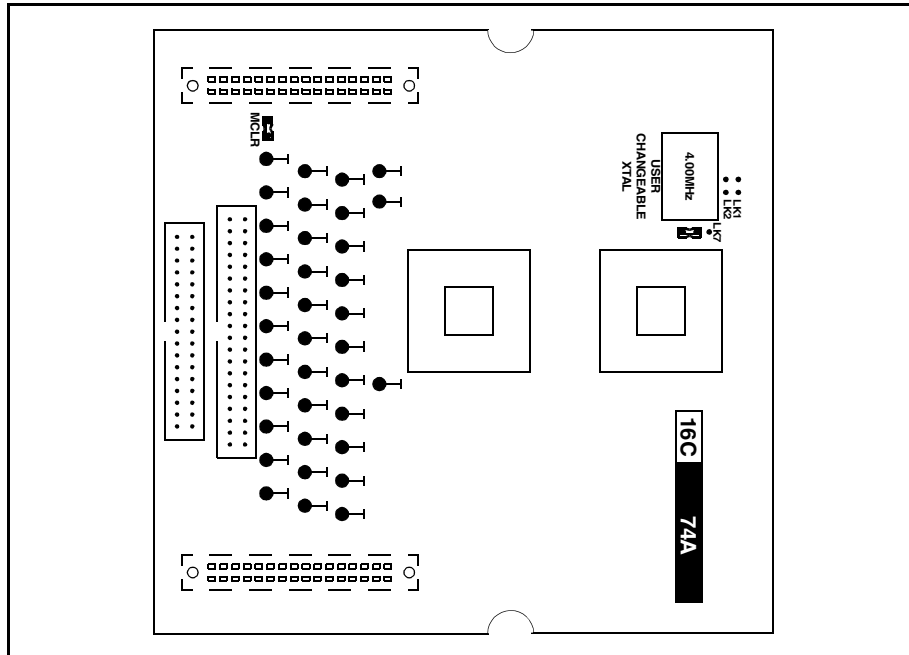 MCLR
USER
CHANGEABLE
XTAL
4.00MHz
LK1
LK2
LK7
16C
74A